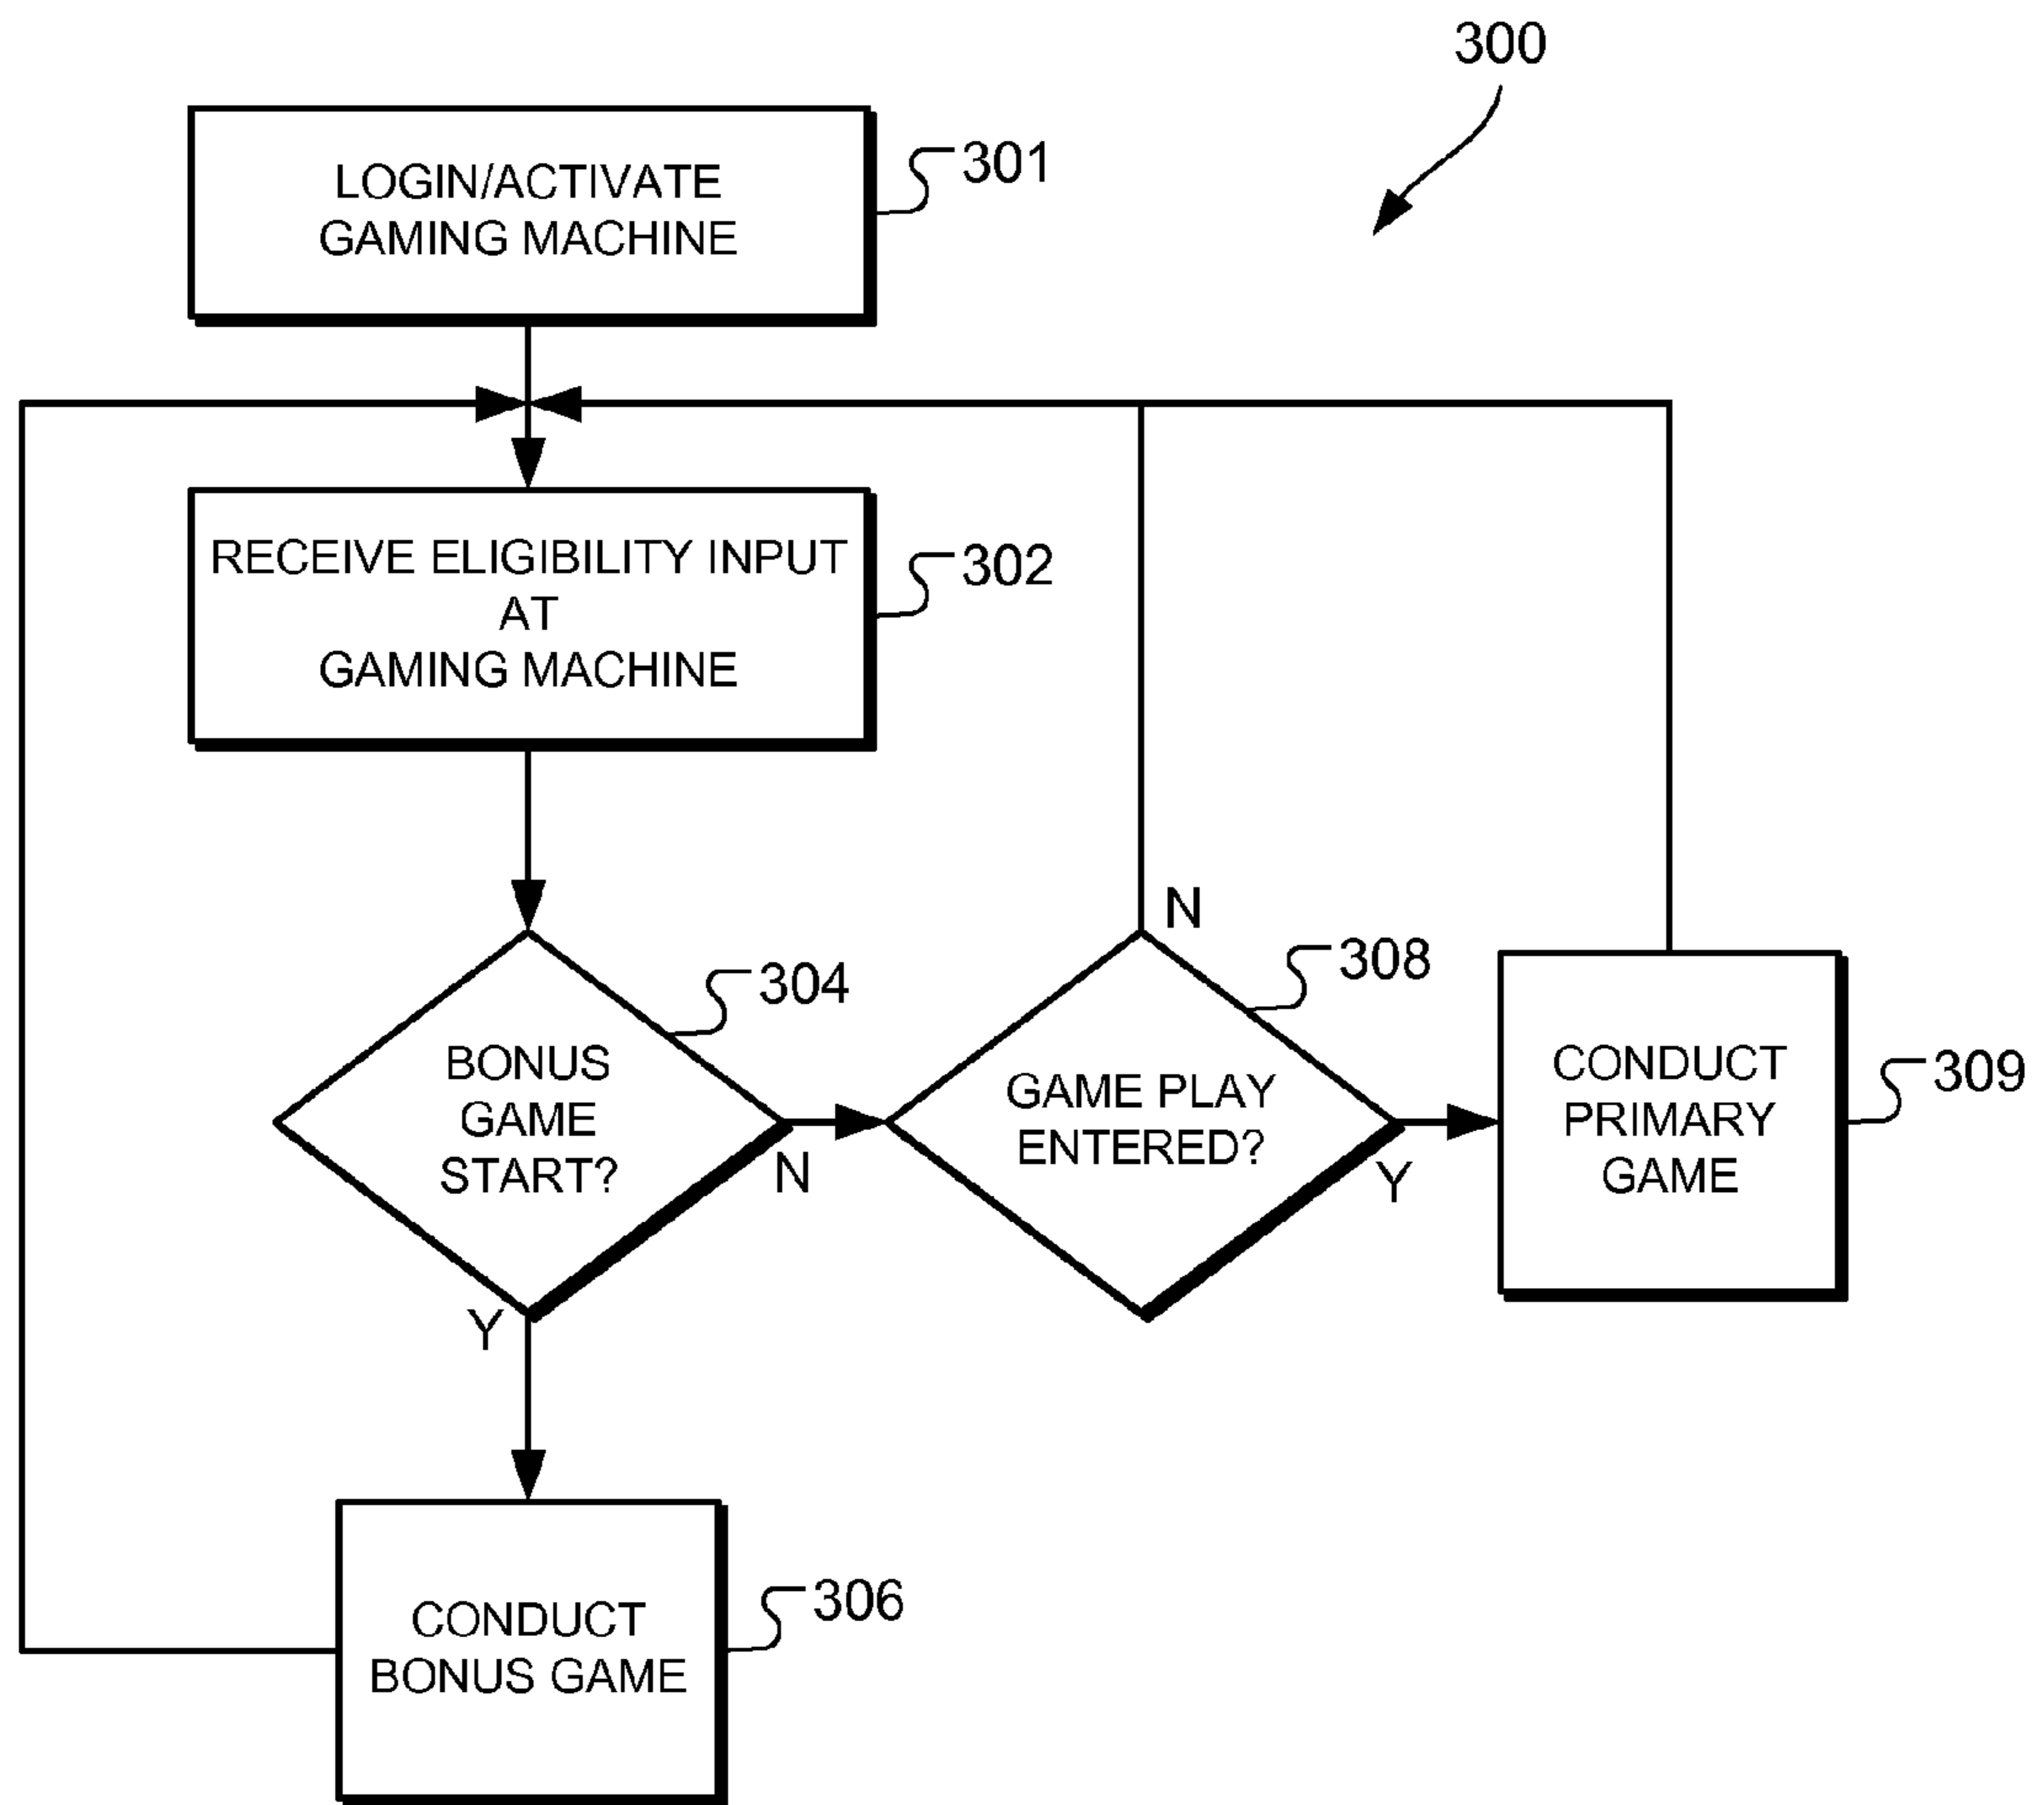 300
LOGIN/ACTIVATE
GAMING MACHINE
301
RECEIVE ELIGIBILITY INPUT
AT
GAMING MACHINE
302
BONUS
GAME
START?
304
N
Y
GAME PLAY
ENTERED?
308
N
Y
CONDUCT
PRIMARY
GAME
309
CONDUCT
BONUS GAME
306